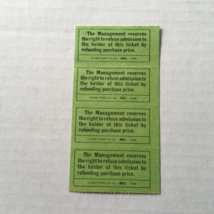 The Management reserves
the right to refuse admission to
the holder of this ticket by
refunding purchase price.
The Management reserves
the right to refuse admission to
the holder of this ticket by
refunding purchase price.
The Management reserves
the right to refuse admission to
the holder of this ticket by
refunding purchase price.
The Management reserves
the right to refuse admission to
the holder of this ticket by
refunding purchase price.